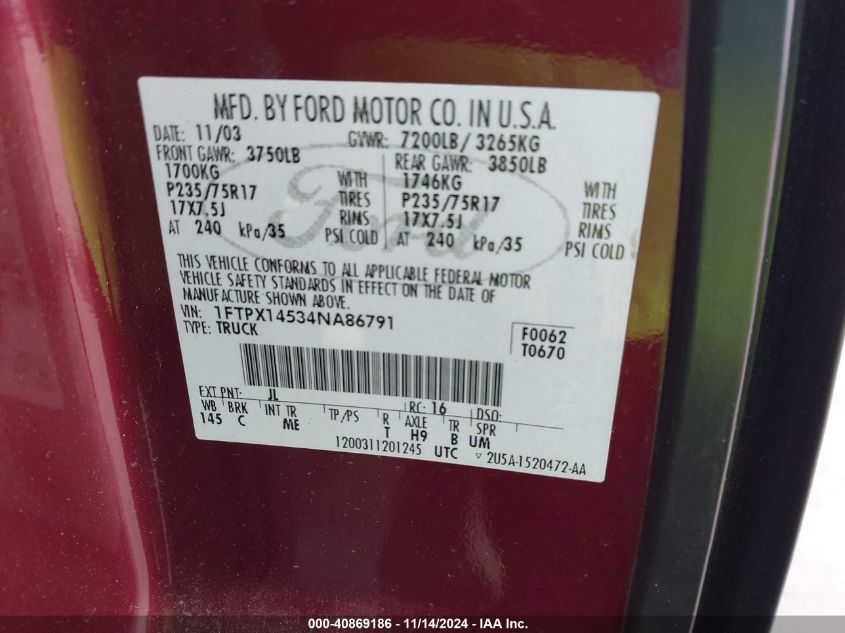 MFD. BY FORD MOTOR CO. IN U.S.A.
DATE: 11/03 GVWR: 7200LB/ 3265KG
FRONT GAWR: 3750LB REAR GAWR: 3850LB
1700KG WITH 1746KG WITH
P235/75R17 TIRES P235/75R17 TIRES
17X7.5J RIMS 17X7.5J RIMS
AT 240 kPa/35 PSI COLD AT 240 kPa/35 PSI COLD
Ford
THIS VEHICLE CONFORMS TO ALL APPLICABLE FEDERAL MOTOR
VEHICLE SAFETY STANDARDS IN EFFECT ON THE DATE OF
MANUFACTURE SHOWN ABOVE.
VIN: 1FTPX14534NA86791 F0062
TYPE: TRUCK T0670
EXT PNT: JL RC: 16 DSO:
WB BRK INT TR TP/PS R AXLE TR SPR
145 C ME T H9 B UM
1200311201245 UTC ▽ 2U5A-1520472-AA
000-40869186 - 11/14/2024 - IAA Inc.